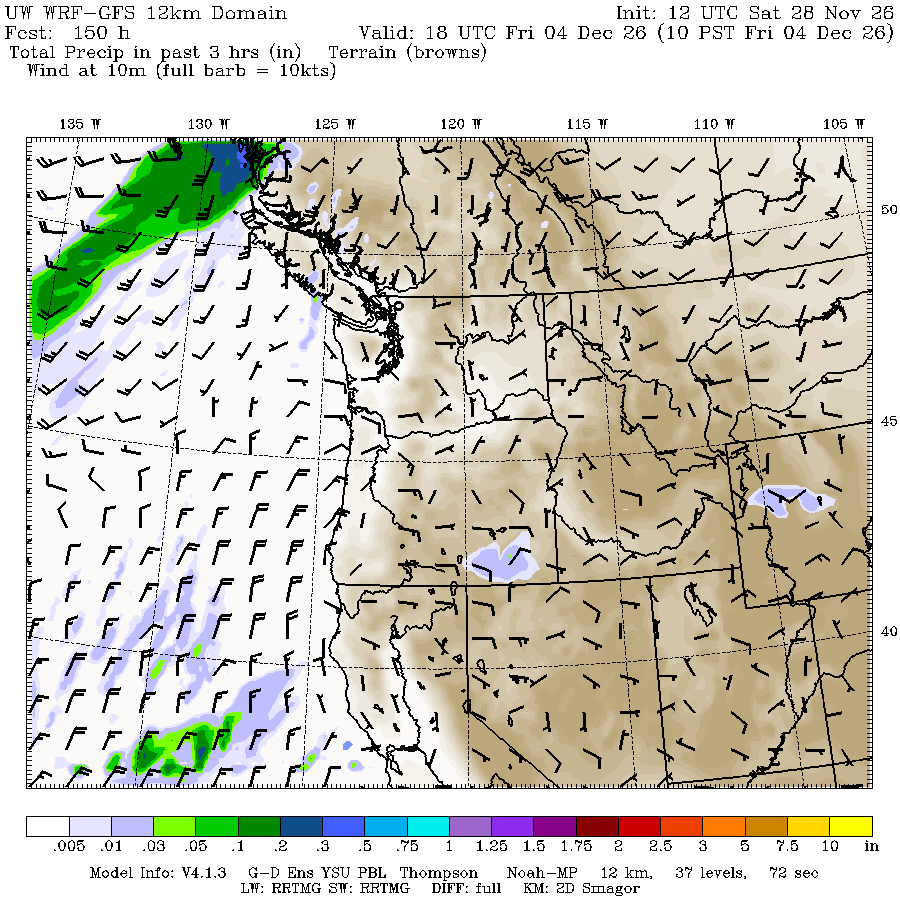 UW WRF-GFS 12km Domain Init: 12 UTC Sat 28 Nov 26
Fcst: 150 h Valid: 18 UTC Fri 04 Dec 26 (10 PST Fri 04 Dec 26)
Total Precip in past 3 hrs (in) Terrain (browns)
Wind at 10m (full barb = 10kts)
135 W 130 W 125 W 120 W 115 W 110 W 105 W
50
45
40
.005 .01 .03 .05 .1 .2 .3 .5 .75 1 1.25 1.5 1.75 2 2.5 3 5 7.5 10 in
Model Info: V4.1.3 G-D Ens YSU PBL Thompson Noah-MP 12 km, 37 levels, 72 sec
LW: RRTMG SW: RRTMG DIFF: full KM: 2D Smagor